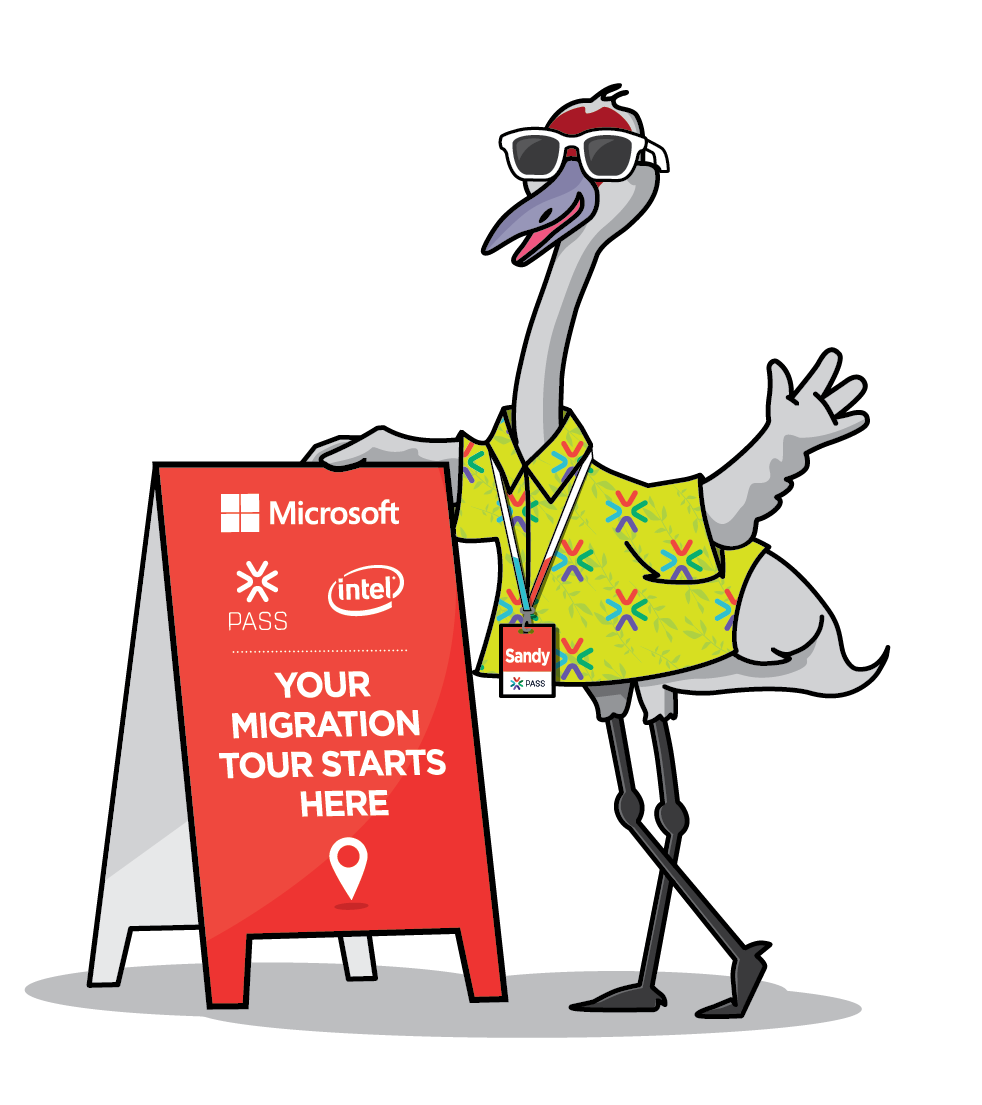 Microsoft
PASS
intel
YOUR
MIGRATION
TOUR STARTS
HERE
Sandy
PASS